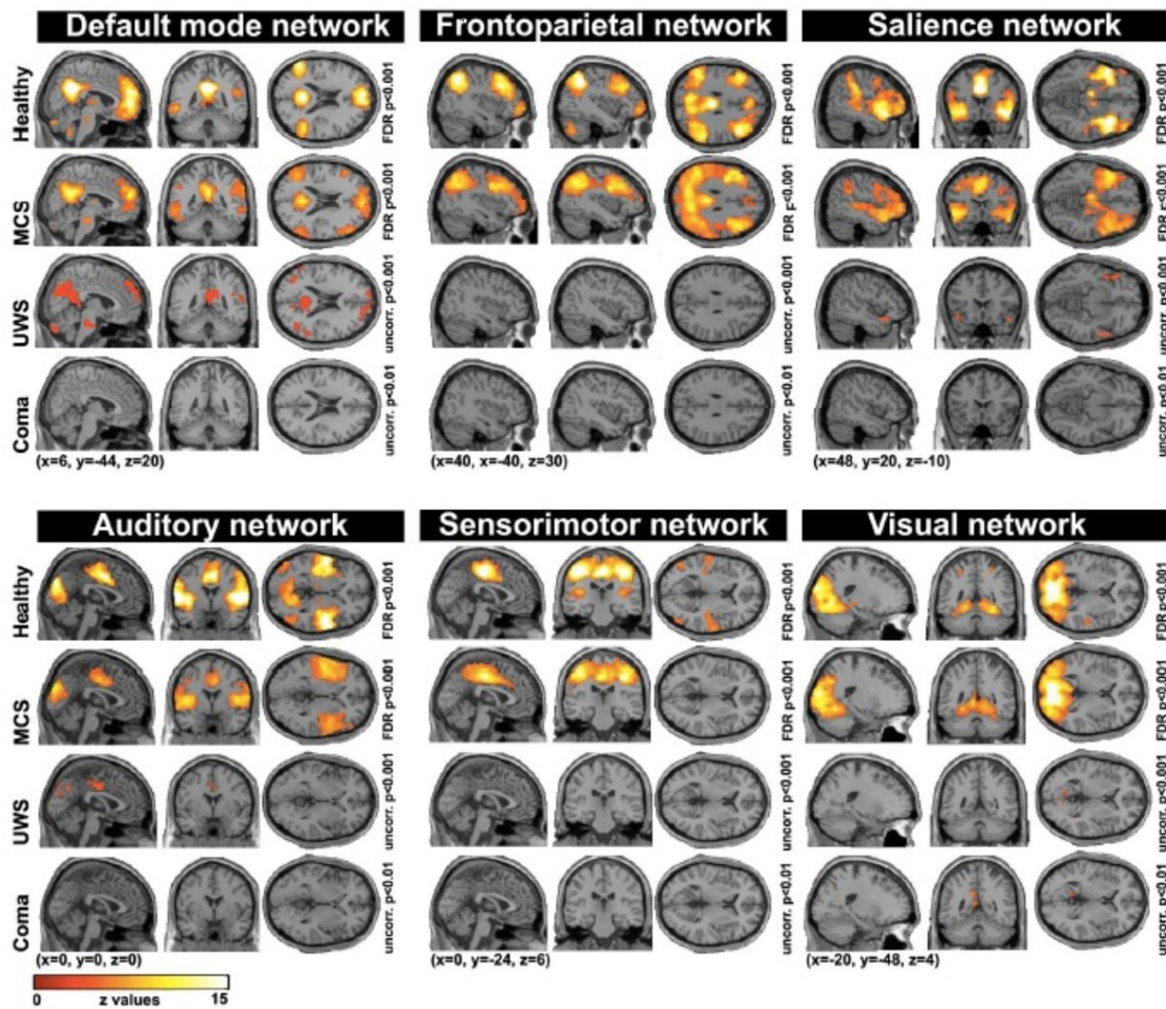 Default mode network
Frontoparietal network
Salience network
Healthy
FDR p<0.001
FDR p<0.001
FDR p<0.001
MCS
FDR p<0.001
FDR p<0.001
FDR p<0.001
UWS
uncorr. p<0.001
uncorr. p<0.001
uncorr. p<0.001
Coma
uncorr. p<0.01
uncorr. p<0.01
uncorr. p<0.01
(x=6, y=-44, z=20)
(x=40, x=-40, z=30)
(x=48, y=20, z=-10)
Auditory network
Sensorimotor network
Visual network
Healthy
FDR p<0.001
FDR p<0.001
FDR p<0.001
MCS
FDR p<0.001
FDR p<0.001
FDR p<0.001
UWS
uncorr. p<0.001
uncorr. p<0.001
uncorr. p<0.001
Coma
uncorr. p<0.01
uncorr. p<0.01
uncorr. p<0.01
(x=0, y=0, z=0)
(x=0, y=-24, z=6)
(x=-20, y=-48, z=4)
0 z values 15